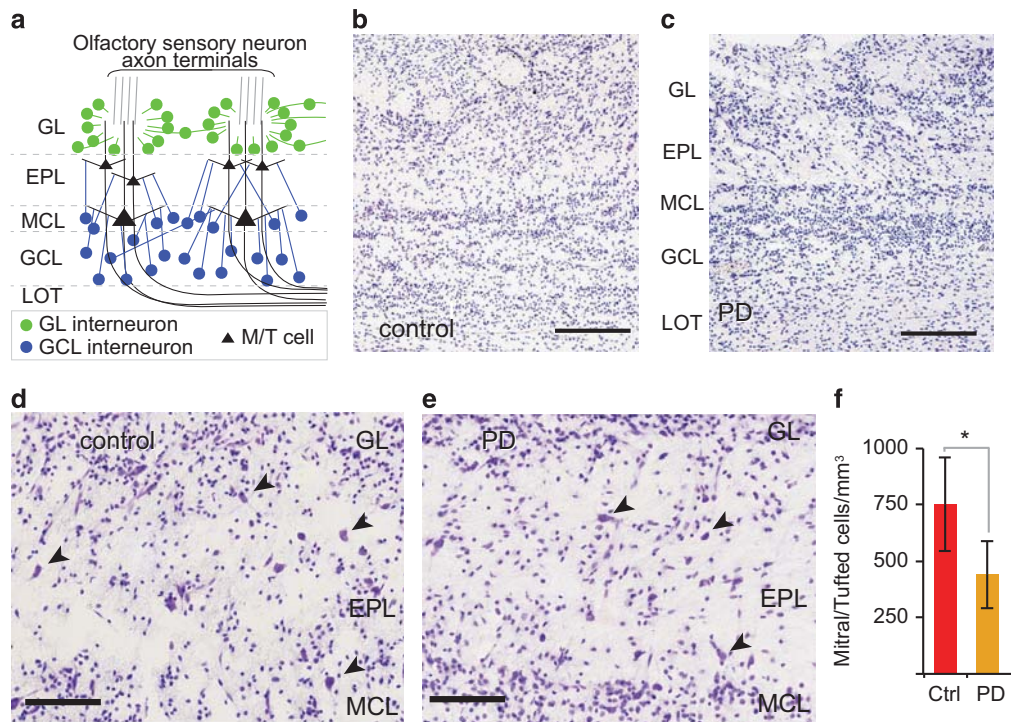 a
Olfactory sensory neuron
axon terminals
GL
EPL
MCL
GCL
LOT
GL interneuron
GCL interneuron
M/T cell
b
control
c
GL
EPL
MCL
GCL
LOT
PD
d
control
GL
EPL
MCL
e
PD
GL
EPL
MCL
f
Mitral/Tufted cells/mm³
1000
750
500
250
*
Ctrl
PD